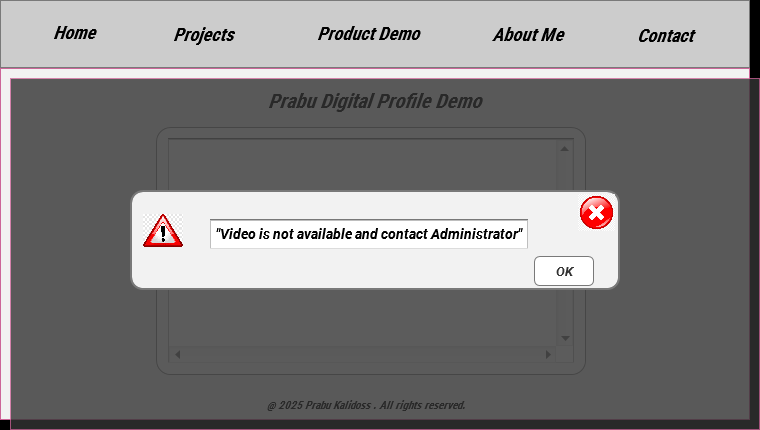 Home Projects Product Demo About Me Contact
Prabu Digital Profile Demo
"Video is not available and contact Administrator"
OK
@ 2025 Prabu Kalidoss . All rights reserved.